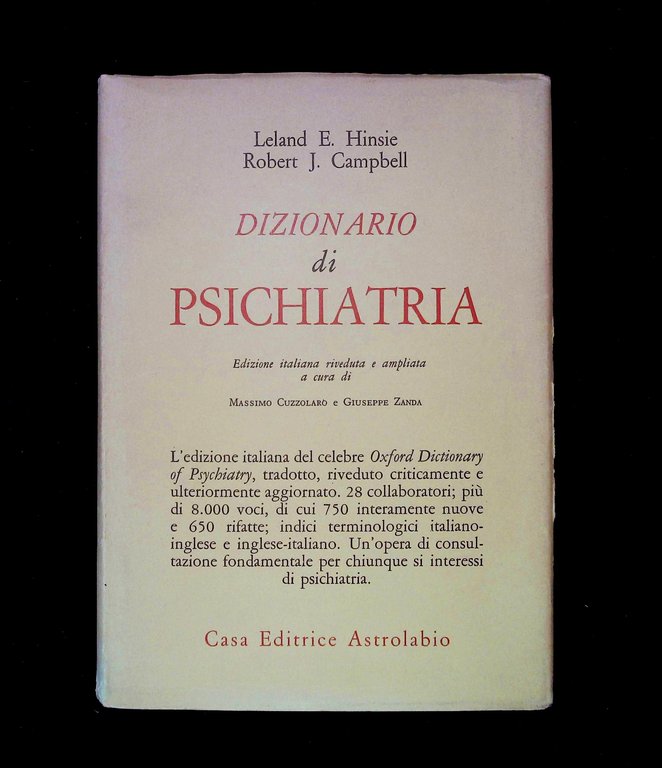 Leland E. Hinsie
Robert J. Campbell
DIZIONARIO
di
PSICHIATRIA
Edizione italiana riveduta e ampliata
a cura di
Massimo Cuzzolarò e Giuseppe Zanda
L'edizione italiana del celebre Oxford Dictionary
of Psychiatry, tradotto, riveduto criticamente e
ulteriormente aggiornato. 28 collaboratori; più
di 8.000 voci, di cui 750 interamente nuove
e 650 rifatte; indici terminologici italiano-
inglese e inglese-italiano. Un'opera di consul-
tazione fondamentale per chiunque si interessi
di psichiatria.
Casa Editrice Astrolabio